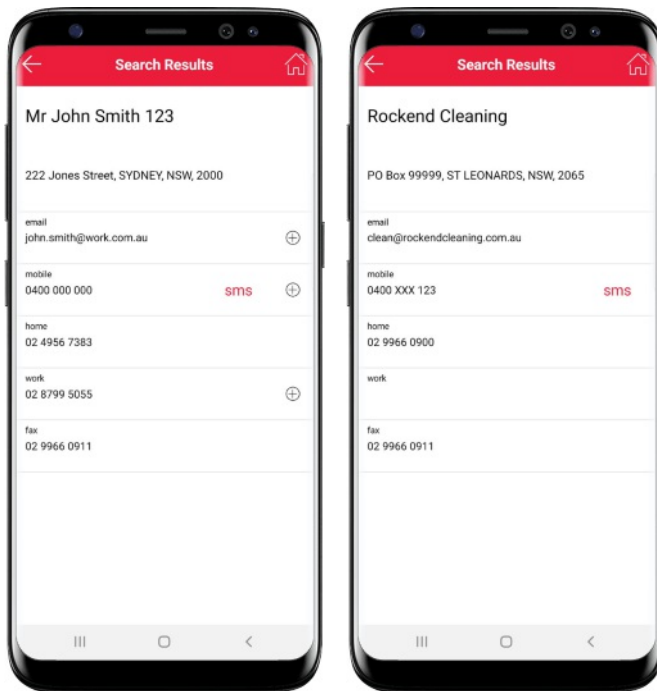 Search Results
Mr John Smith 123
222 Jones Street, SYDNEY, NSW, 2000
email
john.smith@work.com.au
mobile
0400 000 000 sms
home
02 4956 7383
work
02 8799 5055
fax
02 9966 0911
Search Results
Rockend Cleaning
PO Box 99999, ST LEONARDS, NSW, 2065
email
clean@rockendcleaning.com.au
mobile
0400 XXX 123 sms
home
02 9966 0900
work
fax
02 9966 0911